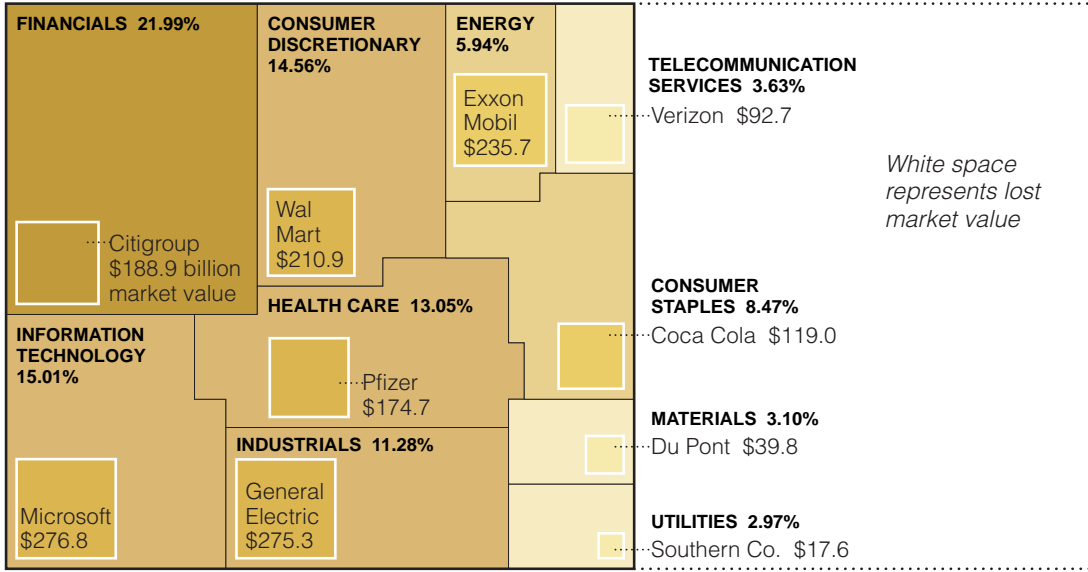 FINANCIALS 21.99%
Citigroup
$188.9 billion
market value
CONSUMER
DISCRETIONARY
14.56%
Wal
Mart
$210.9
ENERGY
5.94%
Exxon
Mobil
$235.7
TELECOMMUNICATION
SERVICES 3.63%
Verizon $92.7
White space
represents lost
market value
CONSUMER
STAPLES 8.47%
Coca Cola $119.0
HEALTH CARE 13.05%
Pfizer
$174.7
INFORMATION
TECHNOLOGY
15.01%
Microsoft
$276.8
INDUSTRIALS 11.28%
General
Electric
$275.3
MATERIALS 3.10%
Du Pont $39.8
UTILITIES 2.97%
Southern Co. $17.6